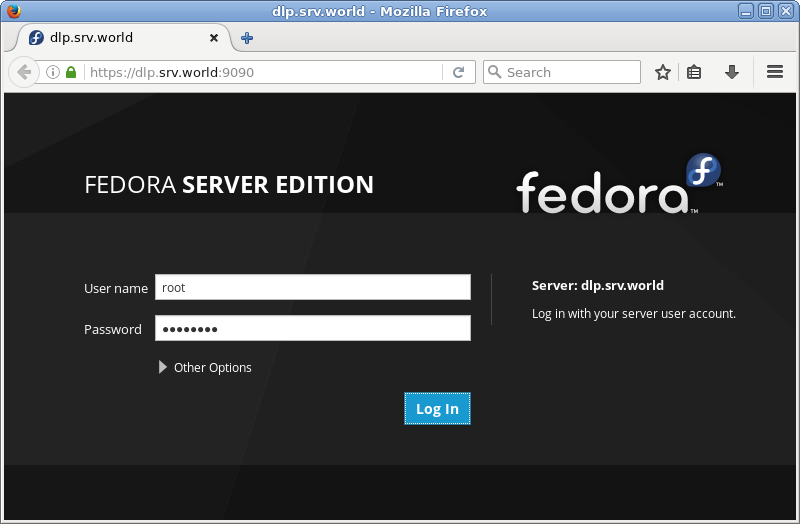 dlp.srv.world - Mozilla Firefox
dlp.srv.world
https://dlp.srv.world:9090
Search
FEDORA SERVER EDITION
fedora™
User name
root
Server: dlp.srv.world
Log in with your server user account.
Password
••••••••
Other Options
Log In